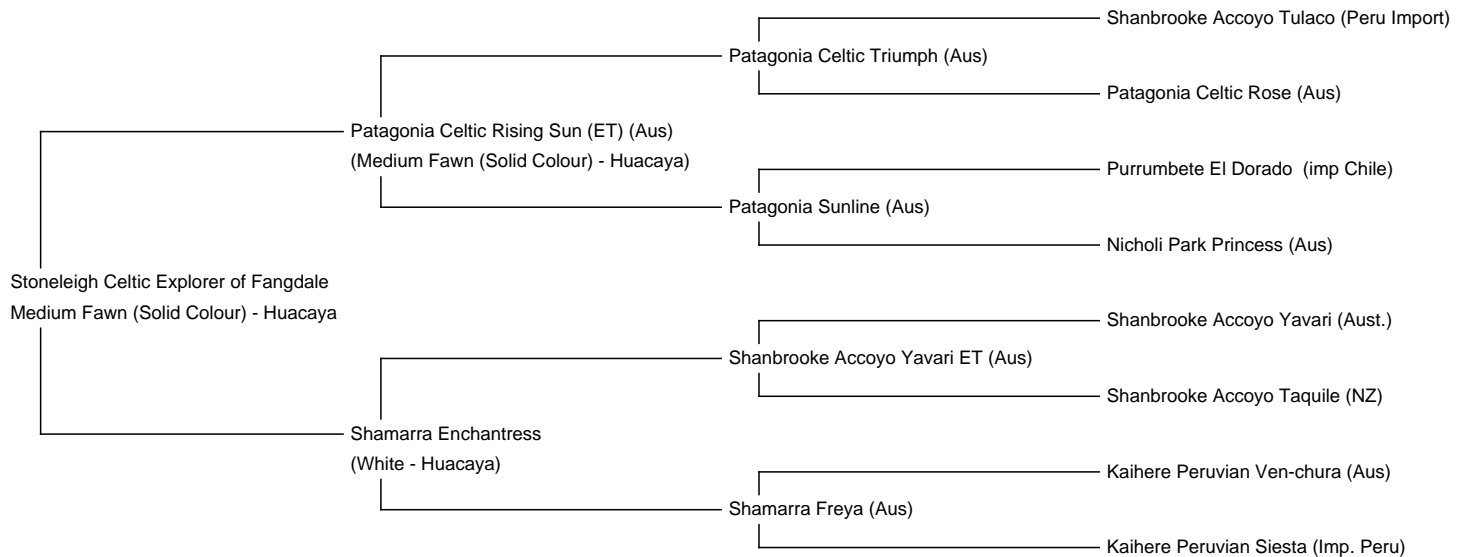 Shanbrooke Accoyo Tulaco (Peru Import)
Patagonia Celtic Triumph (Aus)
Patagonia Celtic Rose (Aus)
Patagonia Celtic Rising Sun (ET) (Aus)
(Medium Fawn (Solid Colour) - Huacaya)
Purrumbete El Dorado  (imp Chile)
Patagonia Sunline (Aus)
Nicholi Park Princess (Aus)
Stoneleigh Celtic Explorer of Fangdale
Medium Fawn (Solid Colour) - Huacaya
Shanbrooke Accoyo Yavari (Aust.)
Shanbrooke Accoyo Yavari ET (Aus)
Shanbrooke Accoyo Taquile (NZ)
Shamarra Enchantress
(White - Huacaya)
Kaihere Peruvian Ven-chura (Aus)
Shamarra Freya (Aus)
Kaihere Peruvian Siesta (Imp. Peru)